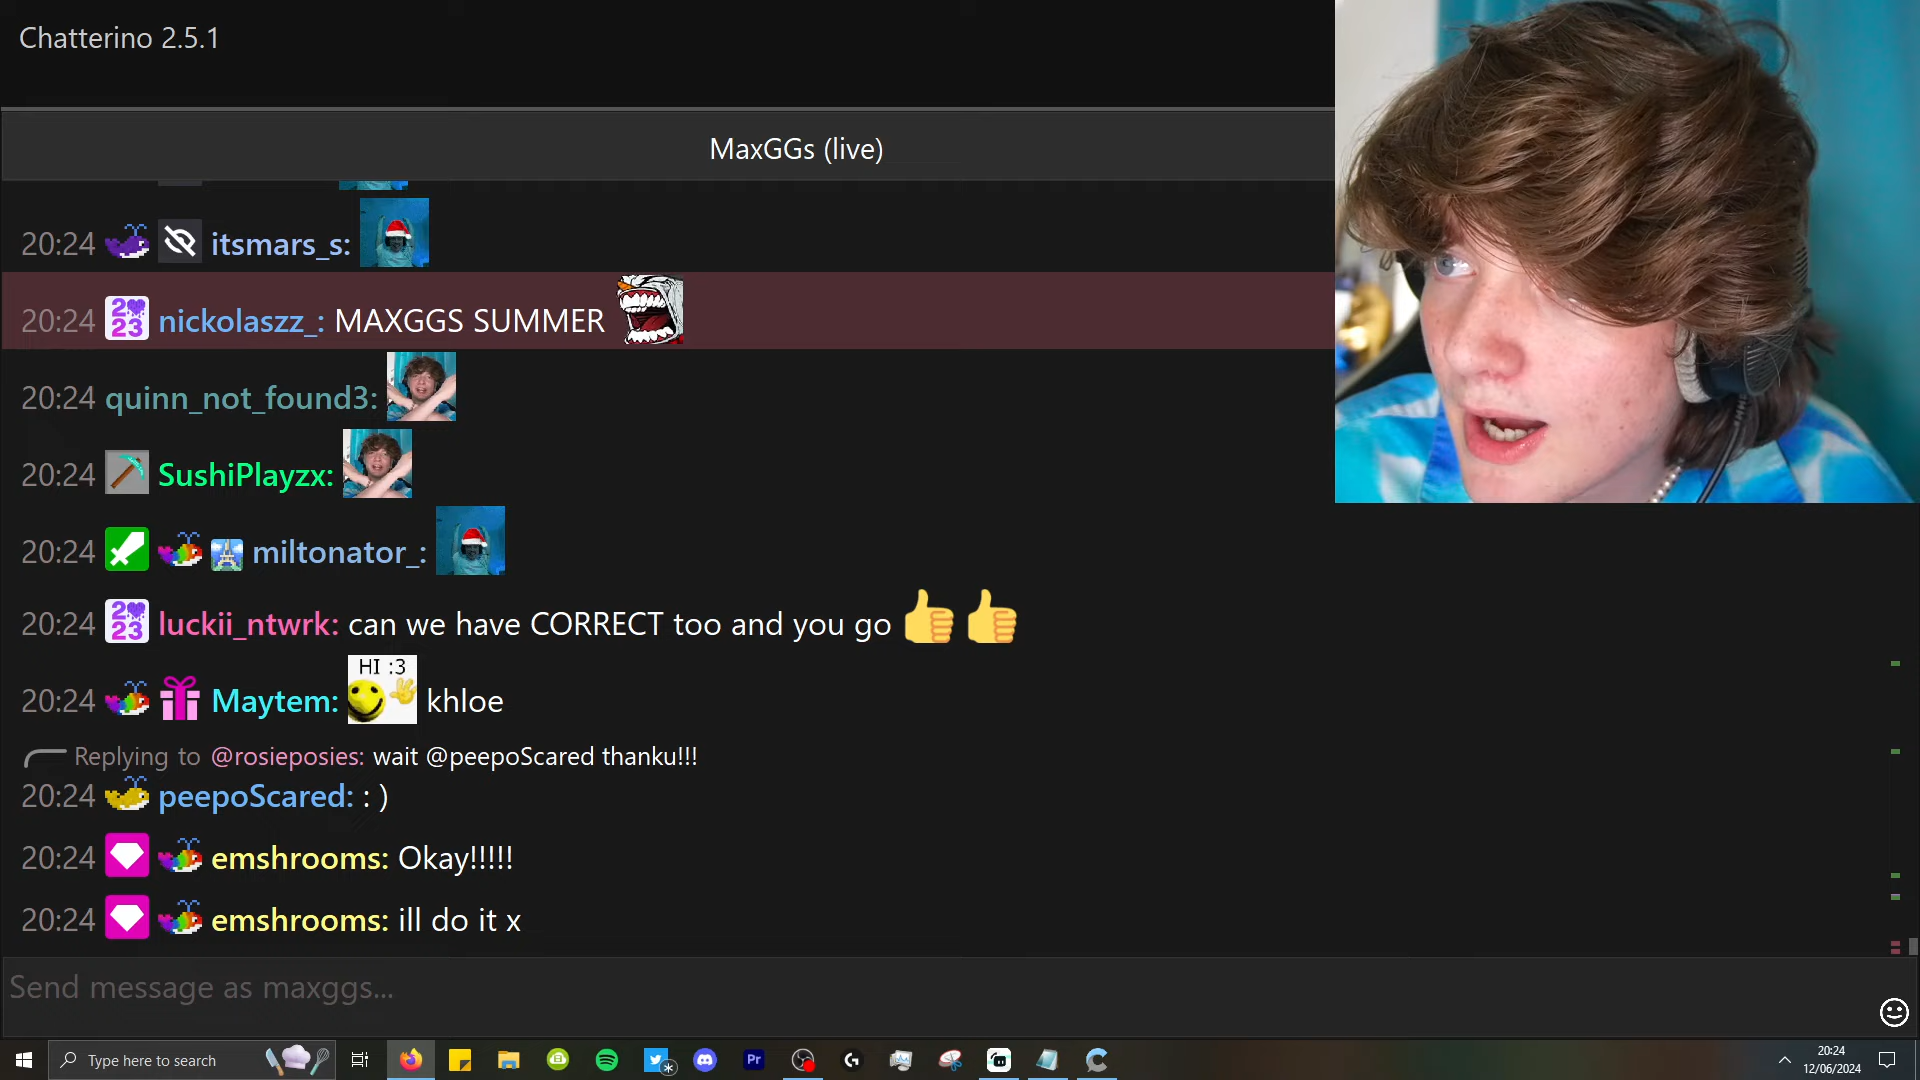 Chatterino 2.5.1
MaxGGs (live)
20:24 itsmars_s:
20:24 2023 nickolaszz_: MAXGGS SUMMER
20:24 quinn_not_found3:
20:24 SushiPlayzx:
20:24 miltonator_:
20:24 2023 luckii_ntwrk: can we have CORRECT too and you go 👍 👍
HI :3
20:24 Maytem: khloe
Replying to @rosieposies: wait @peepoScared thanku!!!
20:24 peepoScared: : )
20:24 emshrooms: Okay!!!!!
20:24 emshrooms: ill do it x
Send message as maxggs...
Type here to search
Pr
20:24
12/06/2024